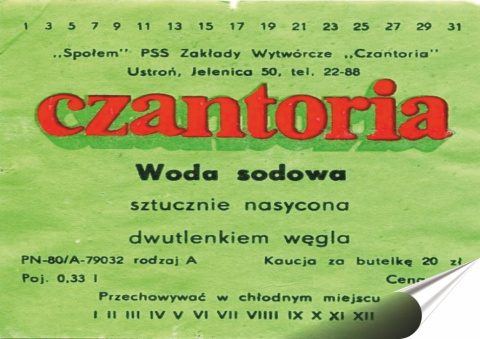 1 3 5 7 9 11 13 15 17 19 21 23 25 27 29 31
„Społem” PSS Zakłady Wytwórcze „Czantoria”
Ustroń, Jelenica 50, tel. 22-88
czantoria
Woda sodowa
sztucznie nasycona
dwutlenkiem węgla
PN-80/A-79032 rodzaj A Kaucja za butelkę 20 zł
Poj. 0,33 l Cena
Przechowywać w chłodnym miejscu
I II III IV V VI VII VIIII IX X XI XII